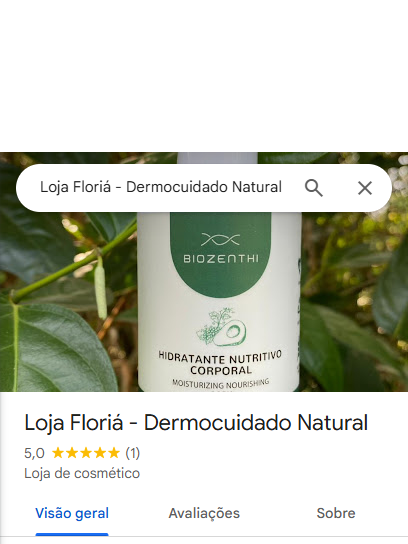 Loja Floriá - Dermocuidado Natural
BIOZENTHI
HIDRATANTE NUTRITIVO
CORPORAL
MOISTURIZING NOURISHING
Loja Floriá - Dermocuidado Natural
5,0 ★★★★★ (1)
Loja de cosmético
Visão geral Avaliações Sobre